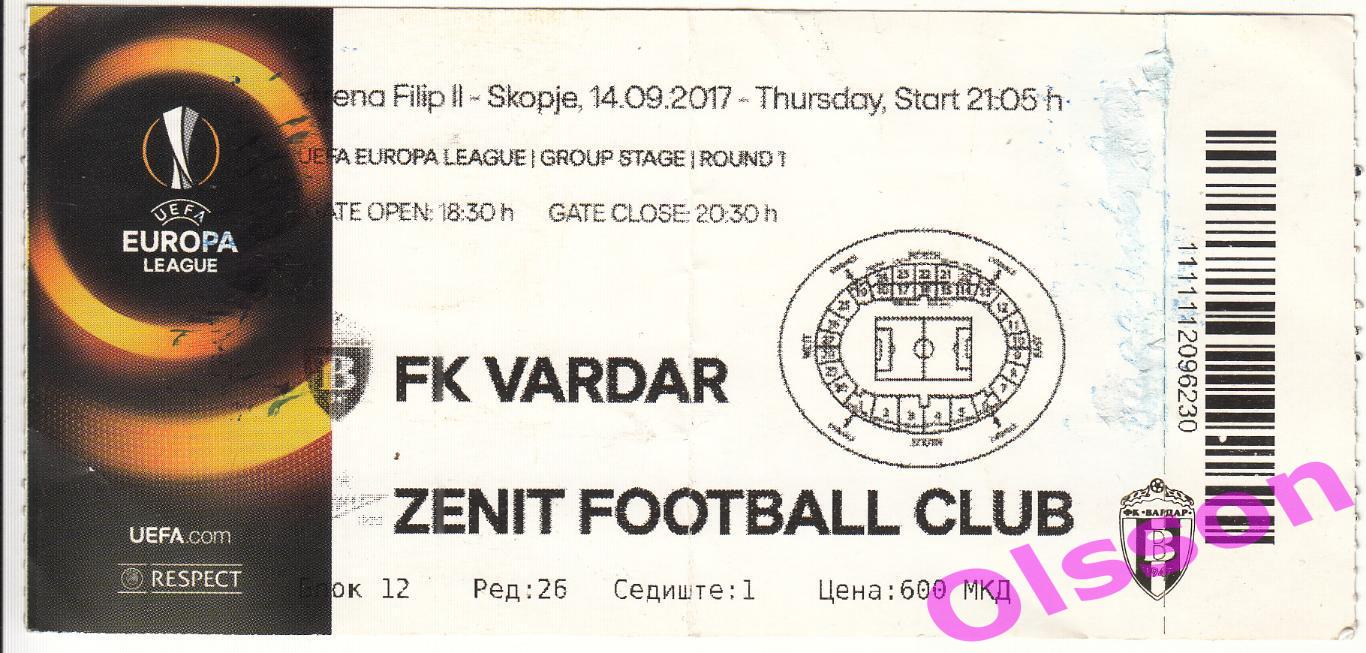 Arena Filip II - Skopje, 14.09.2017 - Thursday, Start 21:05 h
UEFA EUROPA LEAGUE | GROUP STAGE | ROUND 1
GATE OPEN: 18:30 h GATE CLOSE: 20:30 h
UEFA
EUROPA
LEAGUE
FK VARDAR
ZENIT FOOTBALL CLUB
UEFA.com
RESPECT
Блок 12 Ред:26 Седиште:1 Цена:600 МКД
11111112096230
ФК "ВАРДАР"
B
1947
Olsson